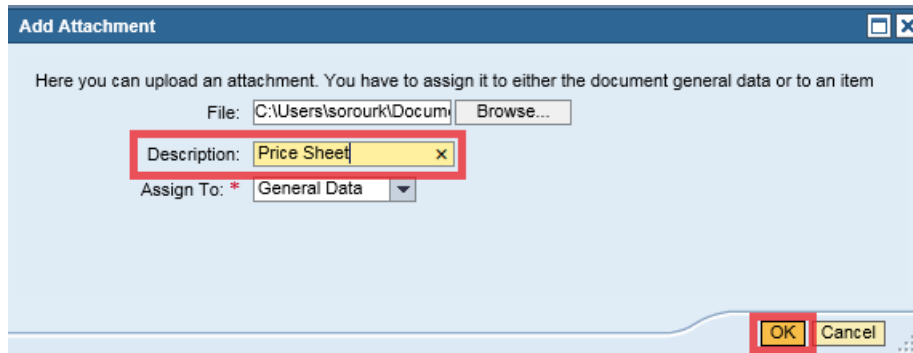 Add Attachment
Here you can upload an attachment. You have to assign it to either the document general data or to an item
File: C:\Users\sorourk\Docum Browse...
Description: Price Sheet
Assign To: * General Data
OK Cancel